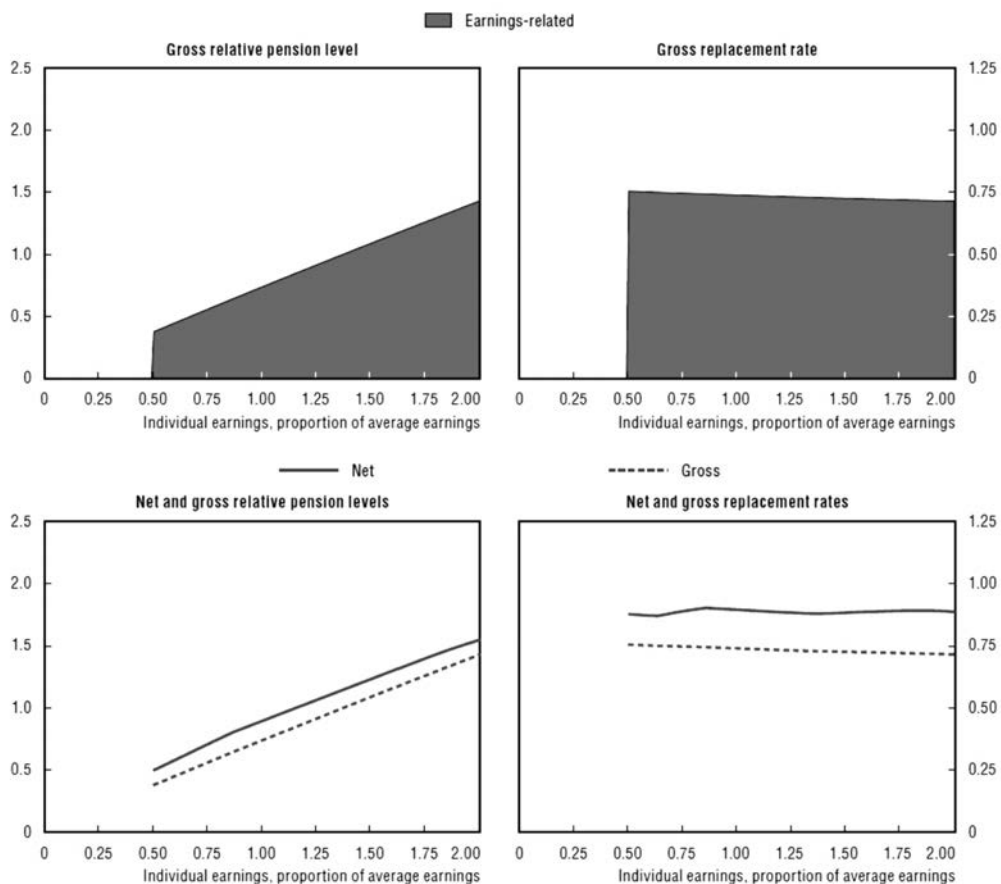 Earnings-related
Gross relative pension level
Gross replacement rate
2.5
2.0
1.5
1.0
0.5
0
0 0.25 0.50 0.75 1.00 1.25 1.50 1.75 2.00
Individual earnings, proportion of average earnings
1.25
1.00
0.75
0.50
0.25
0
0 0.25 0.50 0.75 1.00 1.25 1.50 1.75 2.00
Individual earnings, proportion of average earnings
Net
Gross
Net and gross relative pension levels
Net and gross replacement rates
2.5
2.0
1.5
1.0
0.5
0
0 0.25 0.50 0.75 1.00 1.25 1.50 1.75 2.00
Individual earnings, proportion of average earnings
1.25
1.00
0.75
0.50
0.25
0
0 0.25 0.50 0.75 1.00 1.25 1.50 1.75 2.00
Individual earnings, proportion of average earnings